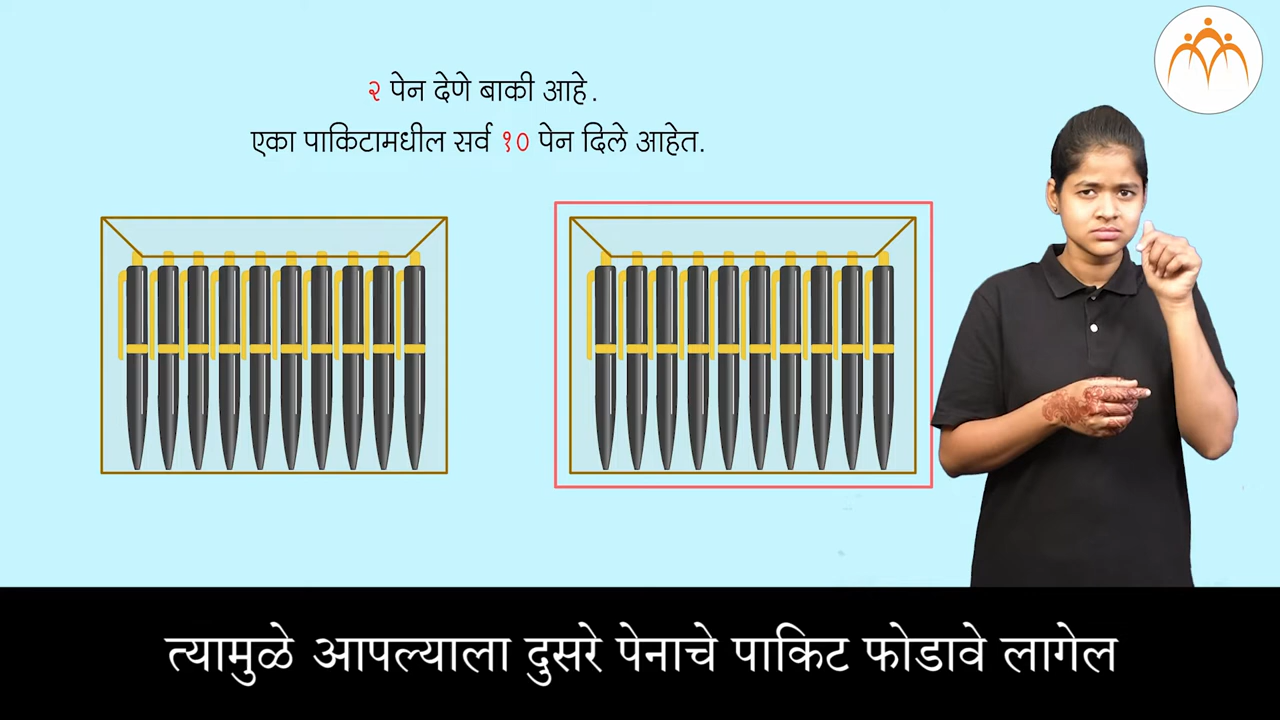 २ पेन देणे बाकी आहे.
एका पाकिटामधील सर्व १० पेन दिले आहेत.
त्यामुळे आपल्याला दुसरे पेनाचे पाकिट फोडावे लागेल